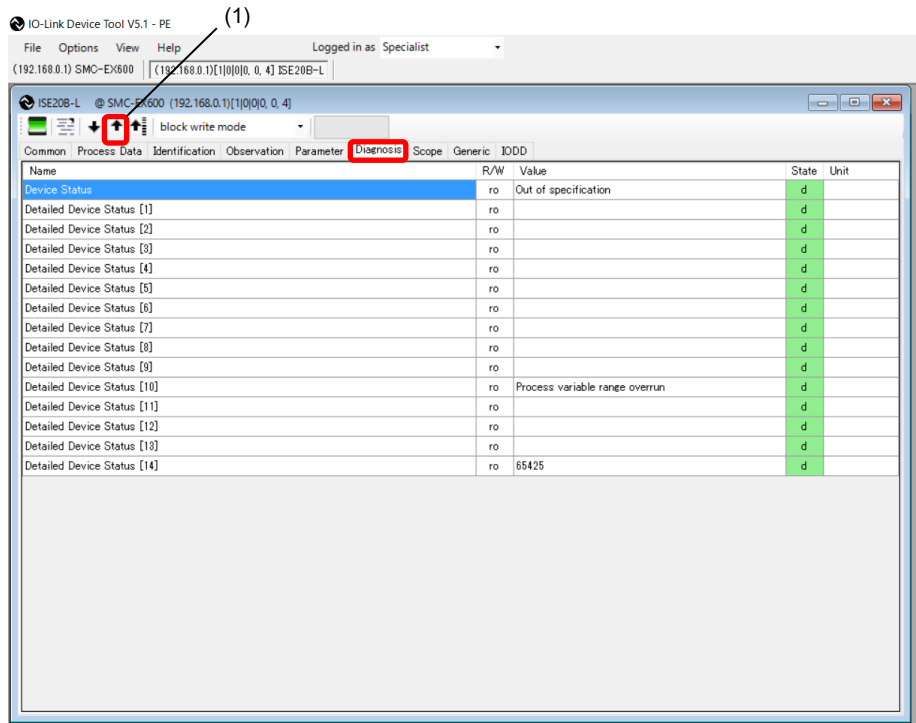 (1)
IO-Link Device Tool V5.1 - PE
File Options View Help Logged in as Specialist
(192.168.0.1) SMC-EX600 (192.168.0.1)[1|0|0|0, 0, 4] ISE20B-L
ISE20B-L @ SMC-EX600 (192.168.0.1)[1|0|0|0, 0, 4]
block write mode
Common Process Data Identification Observation Parameter Diagnosis Scope Generic IODD
Name R/W Value State Unit
Device Status ro Out of specification d
Detailed Device Status [1] ro d
Detailed Device Status [2] ro d
Detailed Device Status [3] ro d
Detailed Device Status [4] ro d
Detailed Device Status [5] ro d
Detailed Device Status [6] ro d
Detailed Device Status [7] ro d
Detailed Device Status [8] ro d
Detailed Device Status [9] ro d
Detailed Device Status [10] ro Process variable range overrun d
Detailed Device Status [11] ro d
Detailed Device Status [12] ro d
Detailed Device Status [13] ro d
Detailed Device Status [14] ro 65425 d